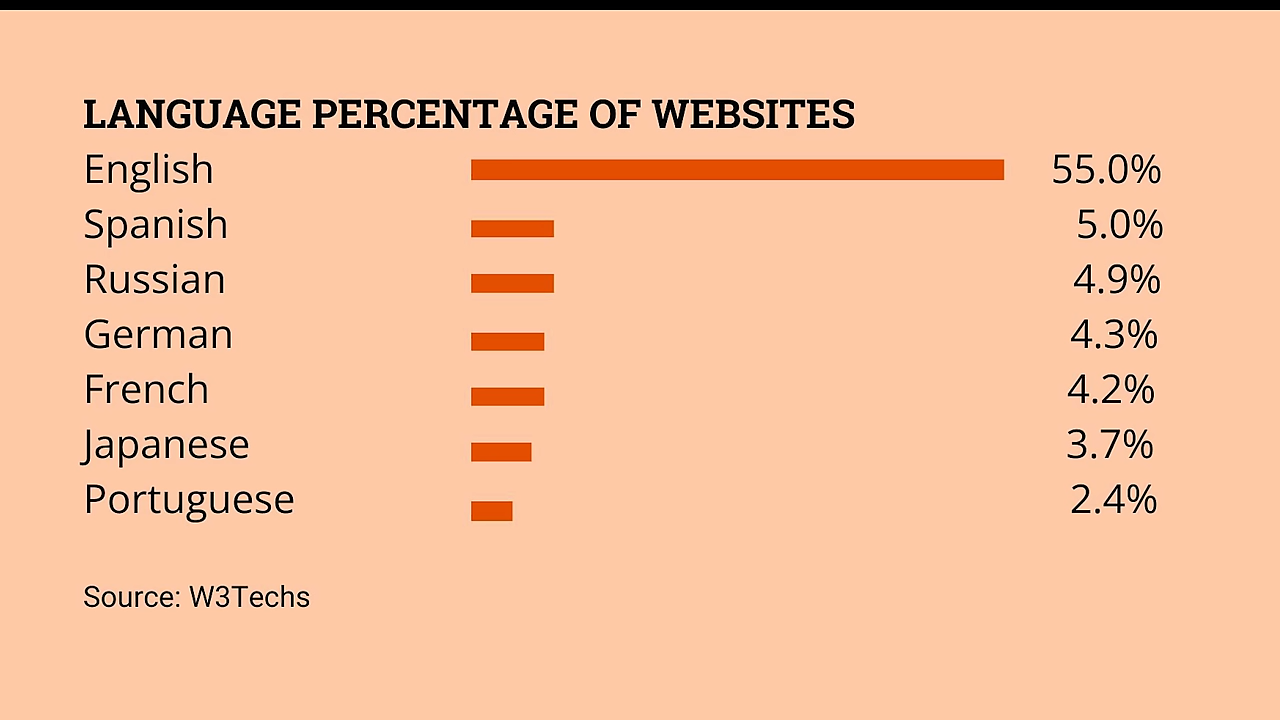 LANGUAGE PERCENTAGE OF WEBSITES
English 55.0%
Spanish 5.0%
Russian 4.9%
German 4.3%
French 4.2%
Japanese 3.7%
Portuguese 2.4%
Source: W3Techs